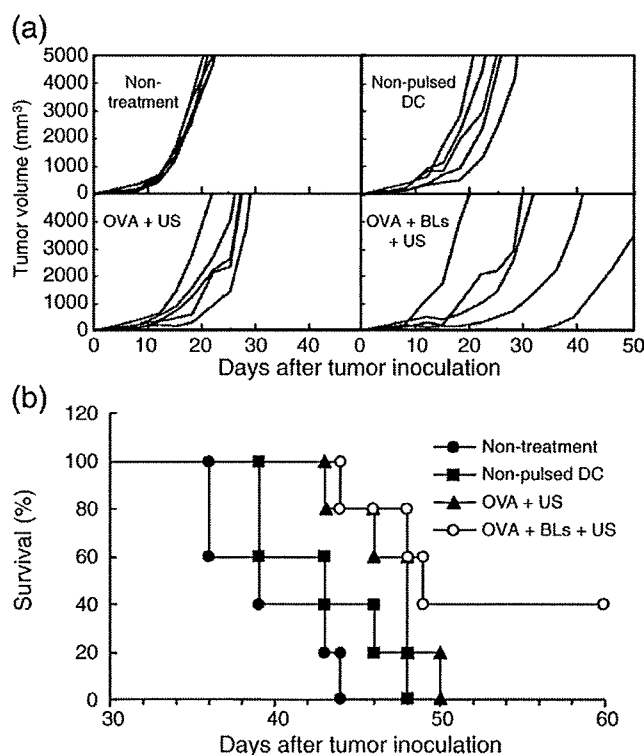 (a)
5000
4000
3000
2000
1000
0
Non-
treatment
Non-pulsed
DC
Tumor volume (mm³)
4000
3000
2000
1000
0
OVA + US
OVA + BLs
+ US
0 10 20 30 40 0 10 20 30 40 50
Days after tumor inoculation
(b)
120
100
80
60
40
20
0
Survival (%)
Non-treatment
Non-pulsed DC
OVA + US
OVA + BLs + US
30 40 50 60
Days after tumor inoculation